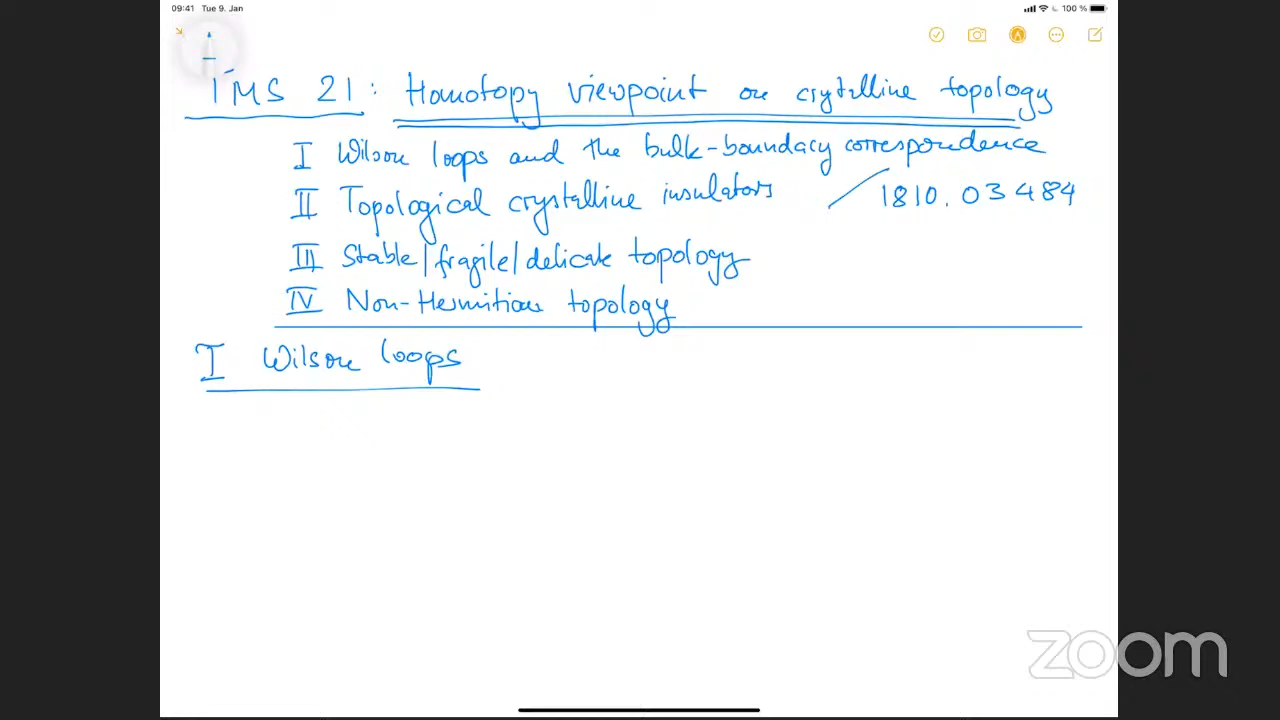 09:41 Tue 9. Jan 100 %
TMS 21: Homotopy viewpoint on crytalline topology
I Wilson loops and the bulk-boundary correspondence
II Topological crystalline insulators 1810.03484
III Stable/fragile/delicate topology
IV Non-Hermitian topology
I Wilson loops
zoom